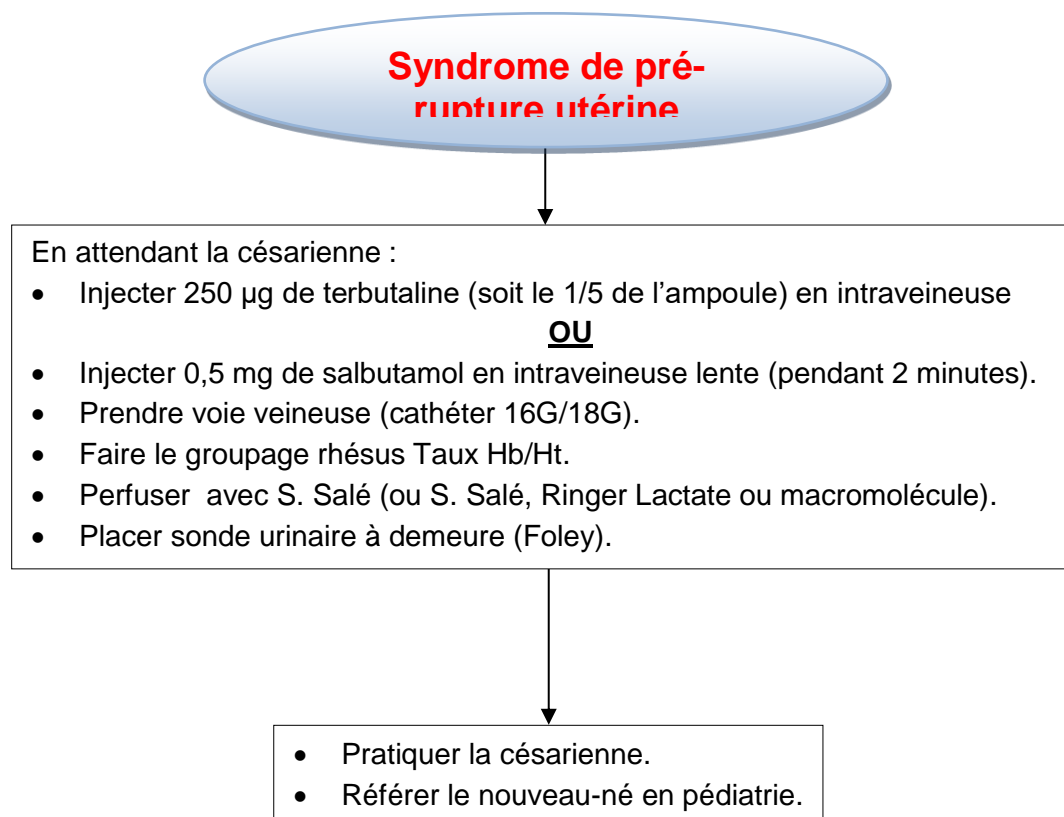 Syndrome de pré-
rupture utérine
En attendant la césarienne :
• Injecter 250 µg de terbutaline (soit le 1/5 de l’ampoule) en intraveineuse
OU
• Injecter 0,5 mg de salbutamol en intraveineuse lente (pendant 2 minutes).
• Prendre voie veineuse (cathéter 16G/18G).
• Faire le groupage rhésus Taux Hb/Ht.
• Perfuser avec S. Salé (ou S. Salé, Ringer Lactate ou macromolécule).
• Placer sonde urinaire à demeure (Foley).
• Pratiquer la césarienne.
• Référer le nouveau-né en pédiatrie.